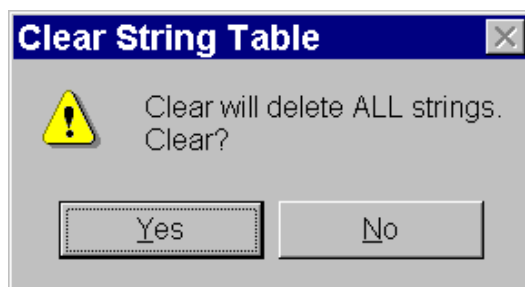 Clear String Table
Clear will delete ALL strings.
Clear?
Yes
No